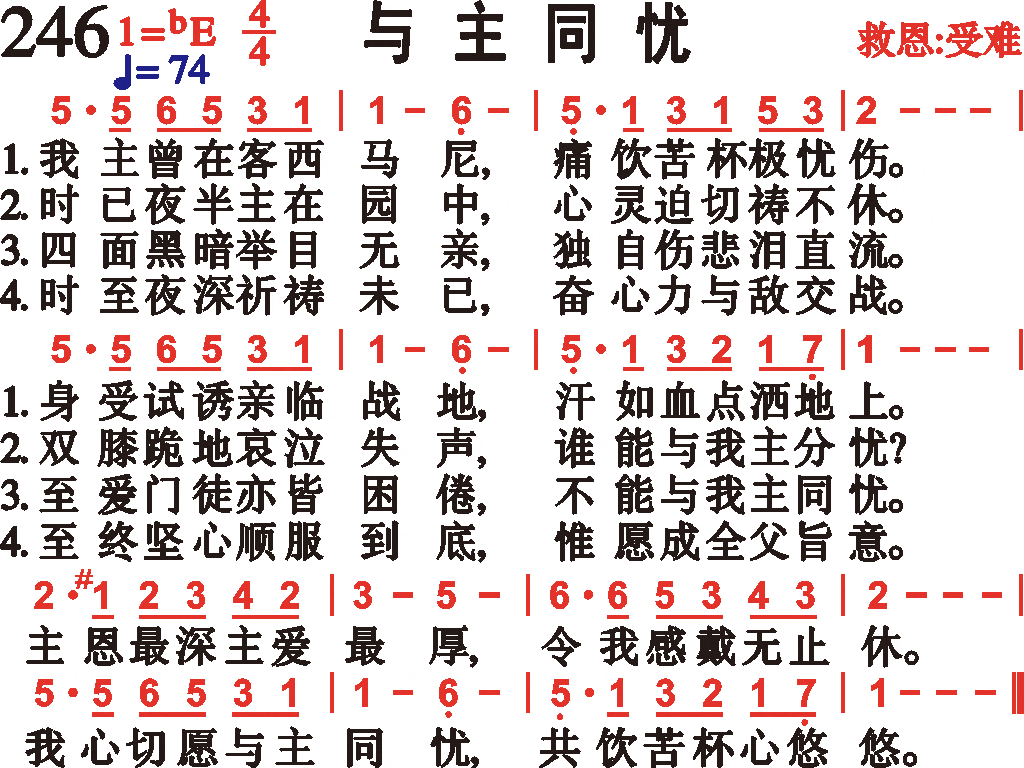 246 1=ᵇE 4/4 与主同忧 救恩:受难
♩= 74
5 · 5 6 5 3 1 | 1 − 6 − | 5 · 1 3 1 5 3 | 2 − − − |
1. 我主曾在客西马尼, 痛饮苦杯极忧伤。
2. 时已夜半主在园中, 心灵迫切祷不休。
3. 四面黑暗举目无亲, 独自伤悲泪直流。
4. 时至夜深祈祷未已, 奋心力与敌交战。
5 · 5 6 5 3 1 | 1 − 6 − | 5 · 1 3 2 1 7 | 1 − − − |
1. 身受试诱亲临战地, 汗如血点洒地上。
2. 双膝跪地哀泣失声, 谁能与我主分忧?
3. 至爱门徒亦皆困倦, 不能与我主同忧。
4. 至终坚心顺服到底, 惟愿成全父旨意。
2 · #1 2 3 4 2 | 3 − 5 − | 6 · 6 5 3 4 3 | 2 − − − |
主恩最深主爱最厚, 令我感戴无止休。
5 · 5 6 5 3 1 | 1 − 6 − | 5 · 1 3 2 1 7 | 1 − − − ‖
我心切愿与主同忧, 共饮苦杯心悠悠。